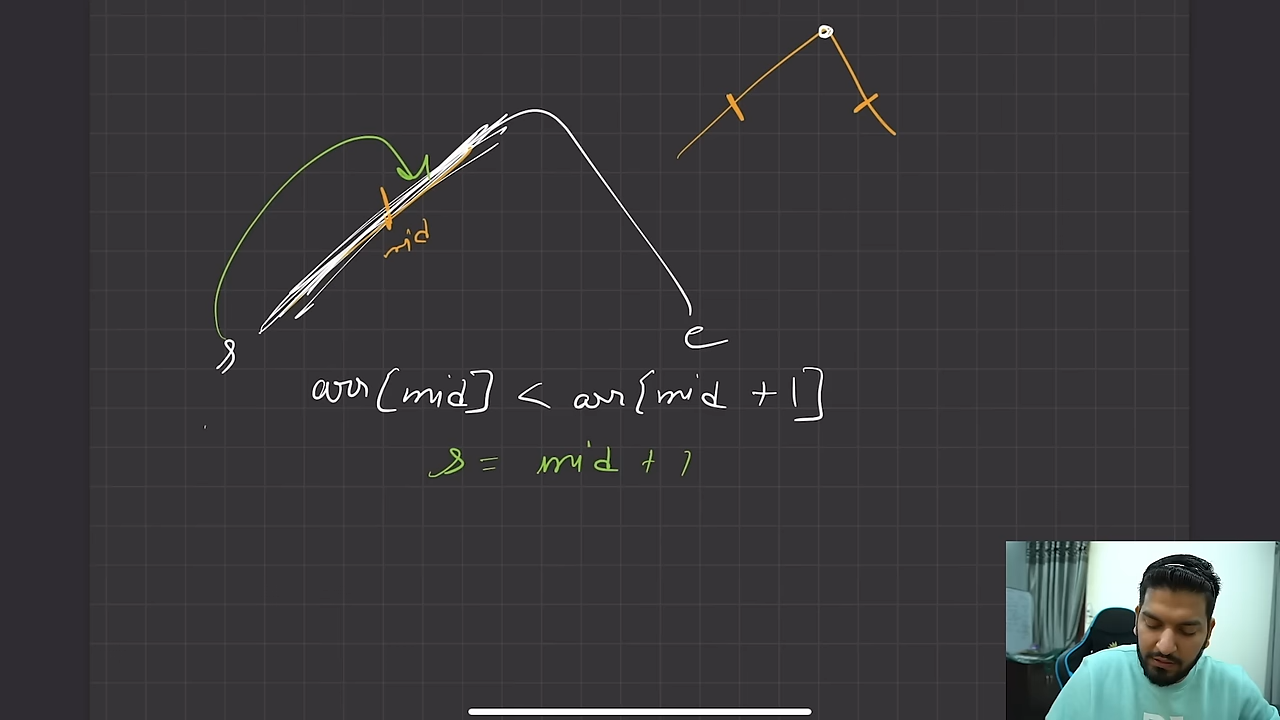 mid
s
e
arr[mid] < arr[mid + 1]
s = mid + 1